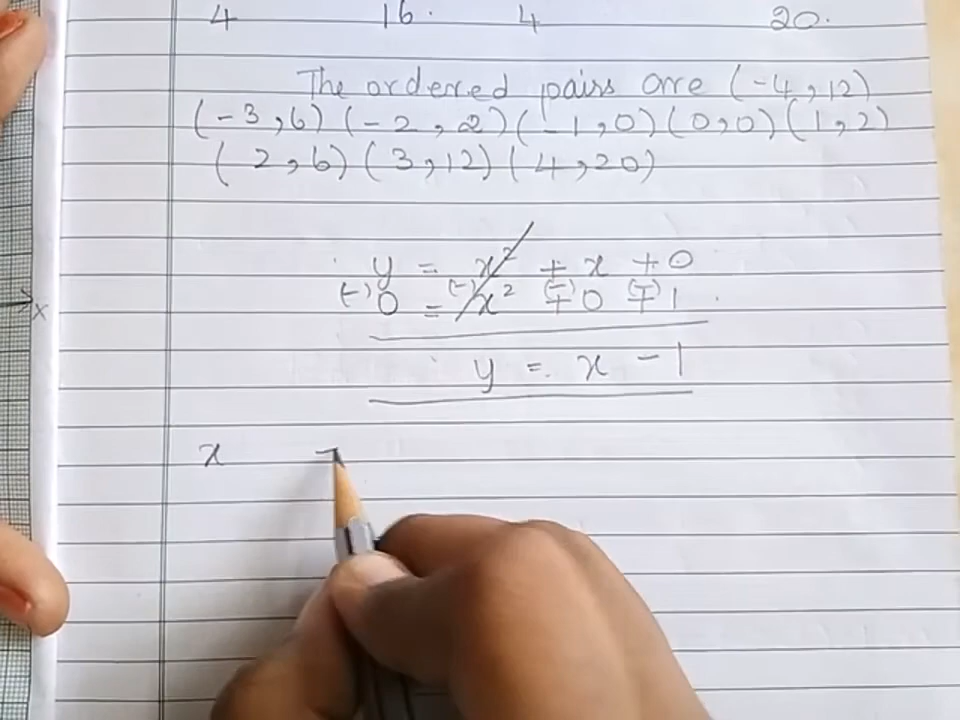 4 16. 4 20.
The orderred pairs are (-4,12)
(-3,6) (-2,2) (-1,0) (0,0) (1,2)
(2,6) (3,12) (4,20)
y = x² + x + 0
(-) 0 = (-) x² (-) + 0 (-) + 1
y = x - 1
x -
x